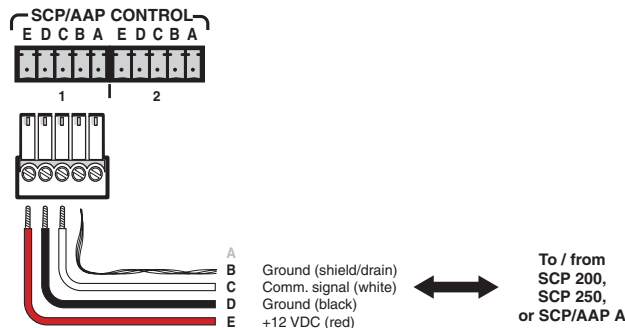 SCP/AAP CONTROL
E D C B A E D C B A
1 2
A
B Ground (shield/drain)
C Comm. signal (white)
D Ground (black)
E +12 VDC (red)
To / from
SCP 200,
SCP 250,
or SCP/AAP A